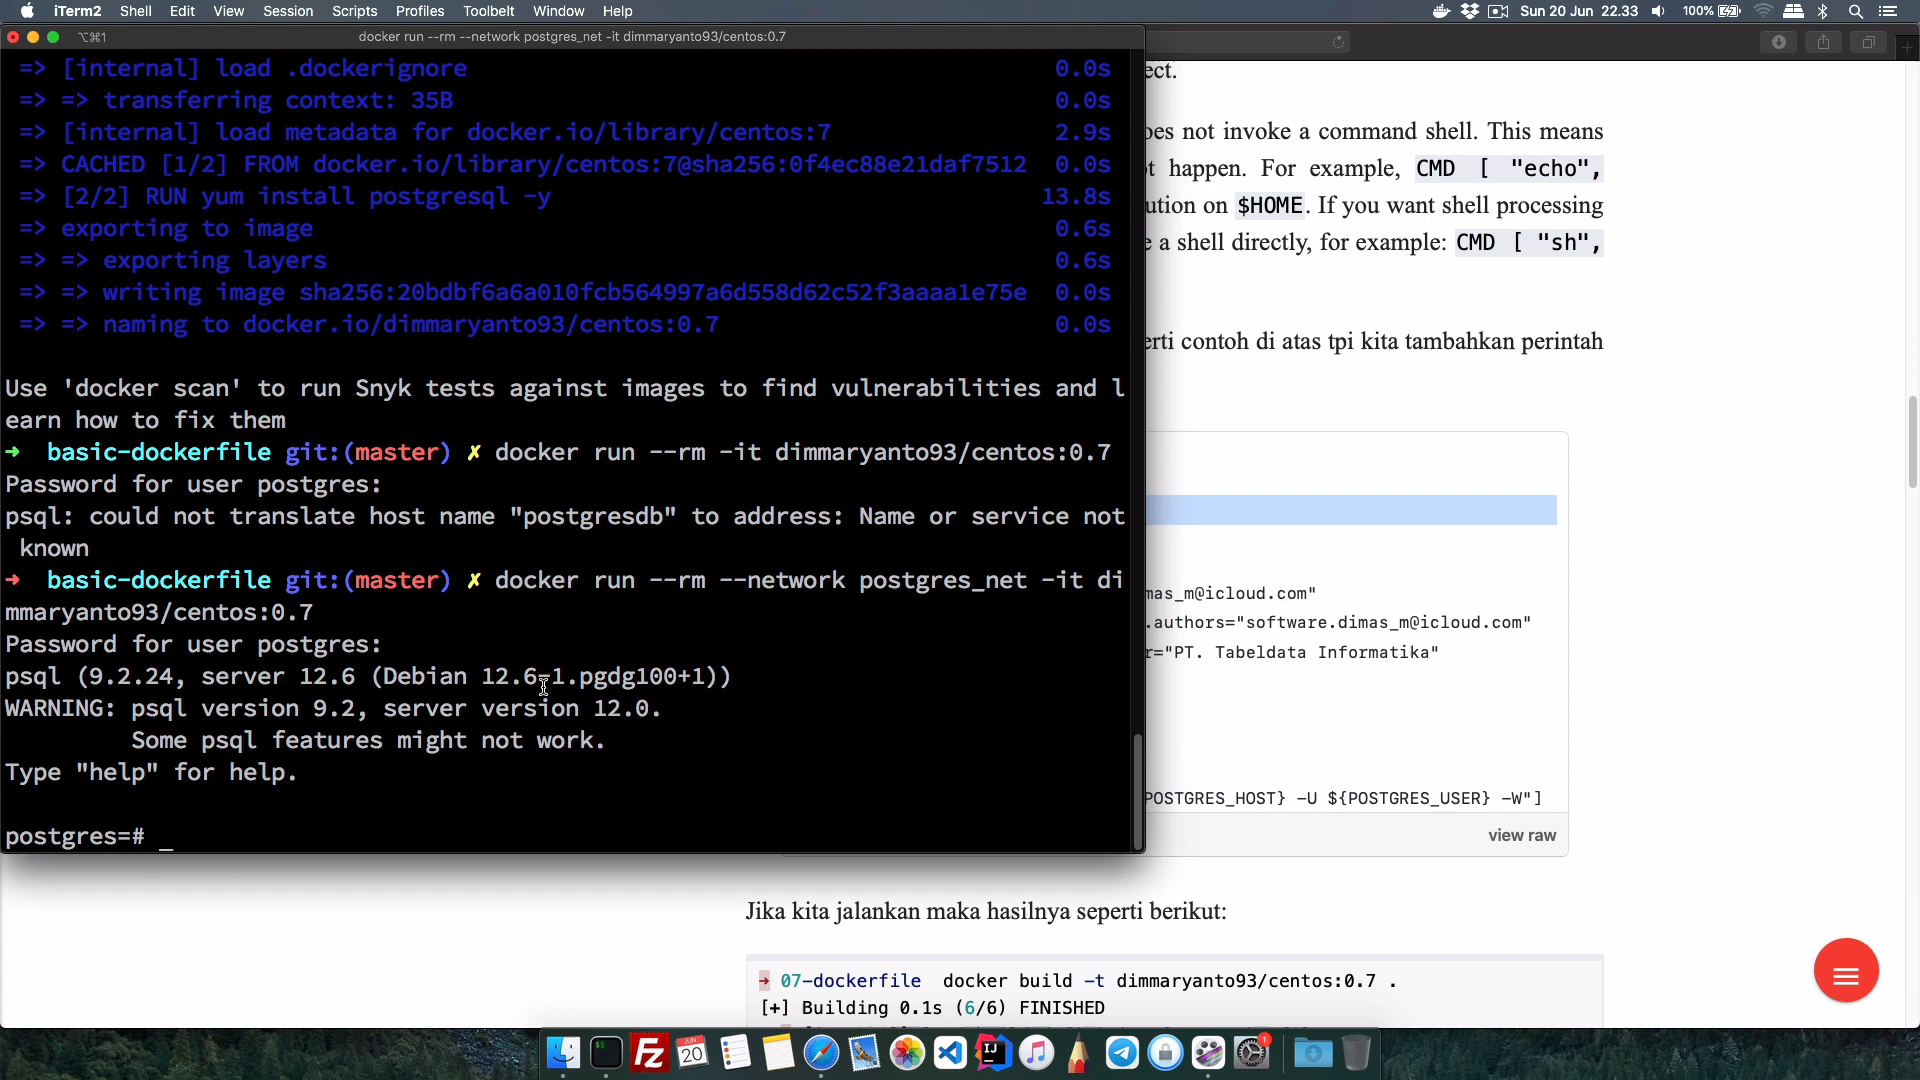 iTerm2 Shell Edit View Session Scripts Profiles Toolbelt Window Help
100% Sun 20 Jun 22.33
⌥⌘1 docker run --rm --network postgres_net -it dimmaryanto93/centos:0.7
=> [internal] load .dockerignore 0.0s
=> => transferring context: 35B 0.0s
=> [internal] load metadata for docker.io/library/centos:7 2.9s
=> CACHED [1/2] FROM docker.io/library/centos:7@sha256:0f4ec88e21daf7512 0.0s
=> [2/2] RUN yum install postgresql -y 13.8s
=> exporting to image 0.6s
=> => exporting layers 0.6s
=> => writing image sha256:20bdbf6a6a010fcb564997a6d558d62c52f3aaaa1e75e 0.0s
=> => naming to docker.io/dimmaryanto93/centos:0.7 0.0s
Use 'docker scan' to run Snyk tests against images to find vulnerabilities and l
earn how to fix them
➜ basic-dockerfile git:(master) ✗ docker run --rm -it dimmaryanto93/centos:0.7
Password for user postgres:
psql: could not translate host name "postgresdb" to address: Name or service not
known
➜ basic-dockerfile git:(master) ✗ docker run --rm --network postgres_net -it di
mmaryanto93/centos:0.7
Password for user postgres:
psql (9.2.24, server 12.6 (Debian 12.6-1.pgdg100+1))
WARNING: psql version 9.2, server version 12.0.
Some psql features might not work.
Type "help" for help.
postgres=# _
ect.
oes not invoke a command shell. This means
t happen. For example, CMD [ "echo",
ution on $HOME. If you want shell processing
e a shell directly, for example: CMD [ "sh",
erti contoh di atas tpi kita tambahkan perintah
mas_m@icloud.com"
.authors="software.dimas_m@icloud.com"
r="PT. Tabeldata Informatika"
POSTGRES_HOST} -U ${POSTGRES_USER} -W"]
view raw
Jika kita jalankan maka hasilnya seperti berikut:
➜ 07-dockerfile docker build -t dimmaryanto93/centos:0.7 .
[+] Building 0.1s (6/6) FINISHED
JUN
20
1